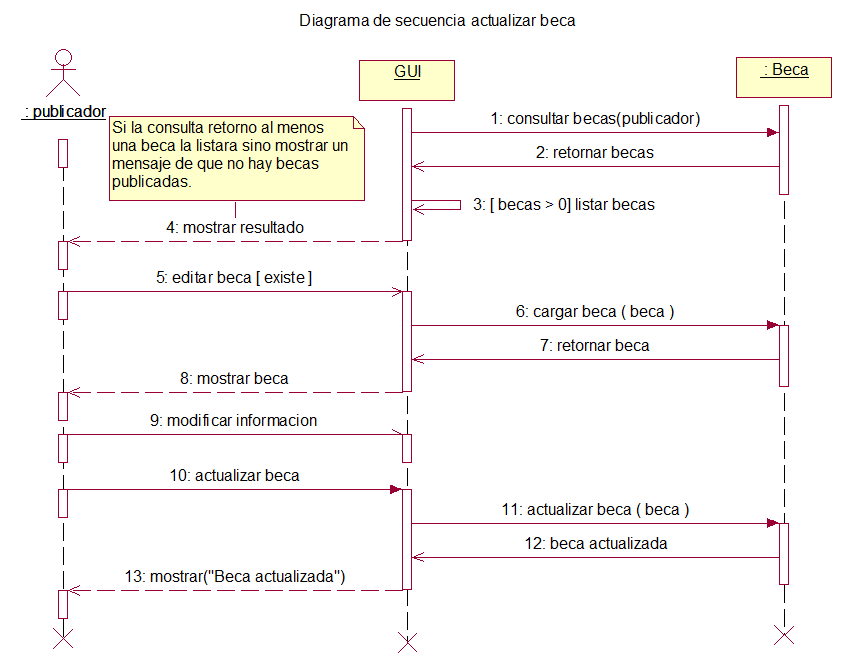 Diagrama de secuencia actualizar beca
: publicador
GUI
: Beca
Si la consulta retorno al menos
una beca la listara sino mostrar un
mensaje de que no hay becas
publicadas.
1: consultar becas(publicador)
2: retornar becas
3: [ becas > 0] listar becas
4: mostrar resultado
5: editar beca [ existe ]
6: cargar beca ( beca )
7: retornar beca
8: mostrar beca
9: modificar informacion
10: actualizar beca
11: actualizar beca ( beca )
12: beca actualizada
13: mostrar("Beca actualizada")